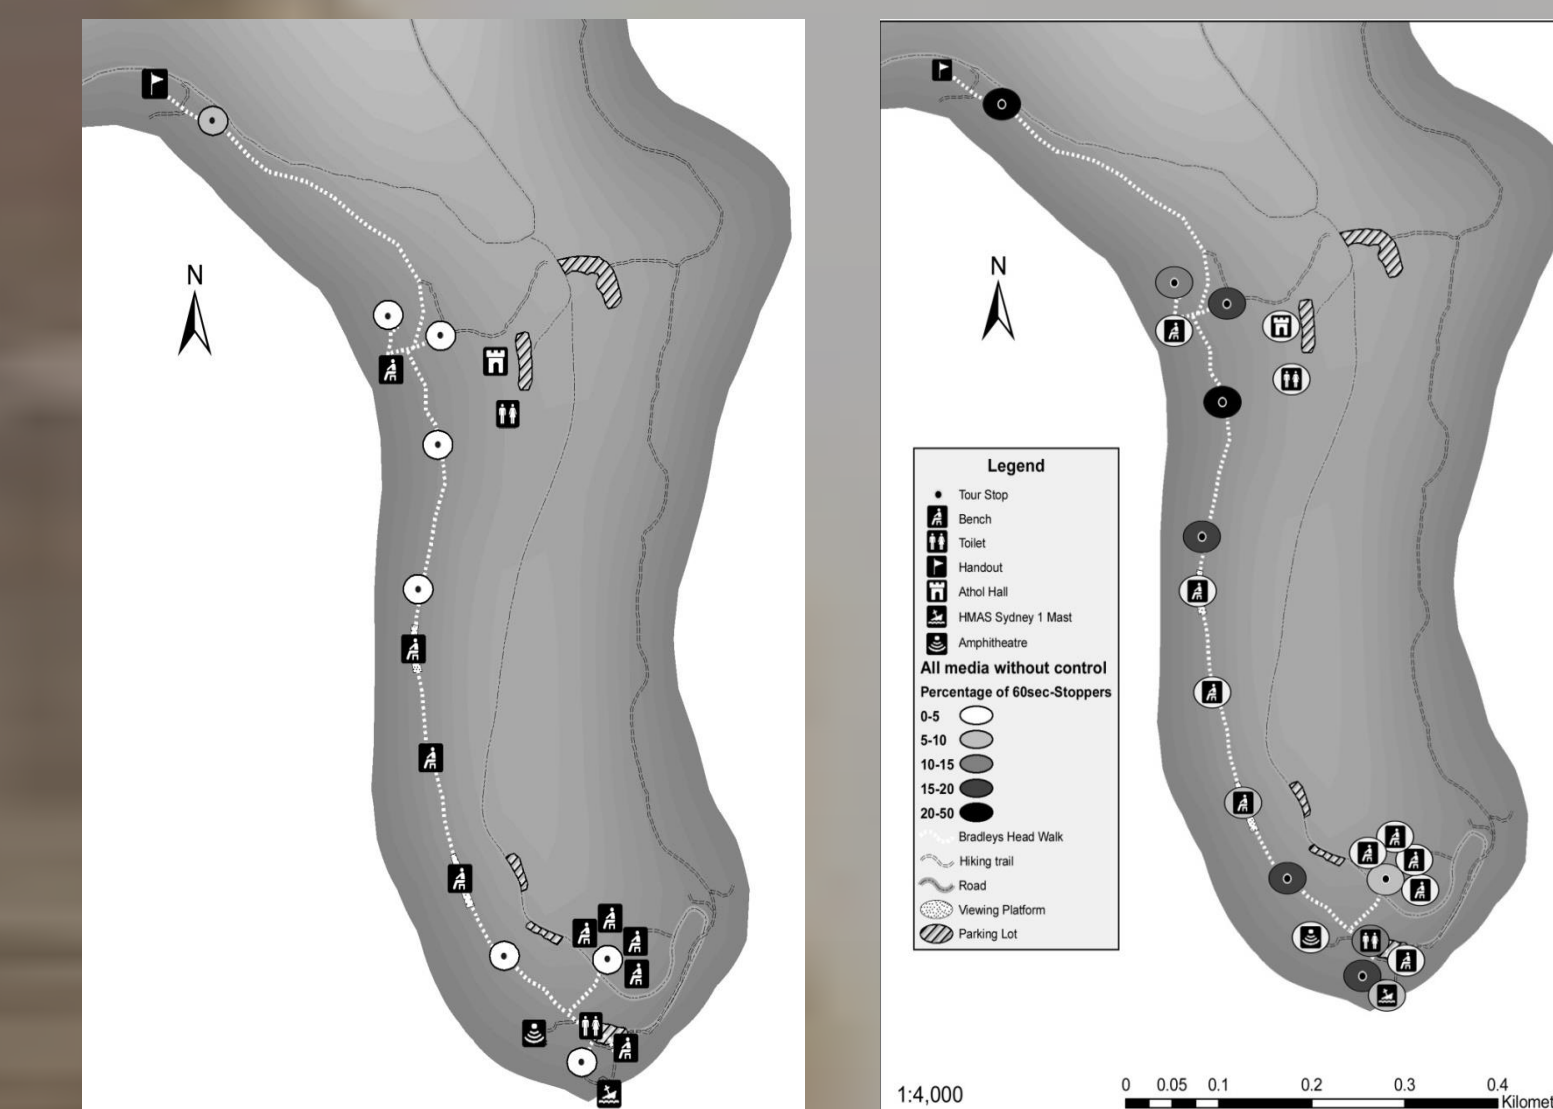 N
N
Legend
Tour Stop
Bench
Toilet
Handout
Athol Hall
HMAS Sydney 1 Mast
Amphitheatre
All media without control
Percentage of 60sec-Stoppers
0-5
5-10
10-15
15-20
20-50
Bradleys Head Walk
Hiking trail
Road
Viewing Platform
Parking Lot
1:4,000
0 0.05 0.1 0.2 0.3 0.4
Kilomet